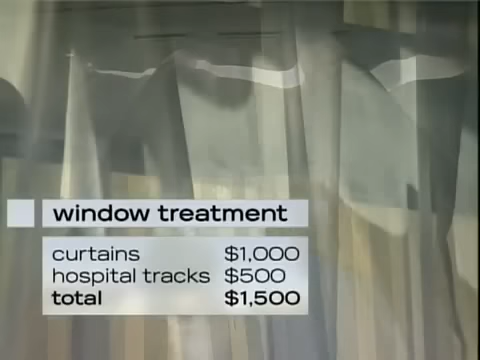 window treatment
curtains $1,000
hospital tracks $500
total $1,500